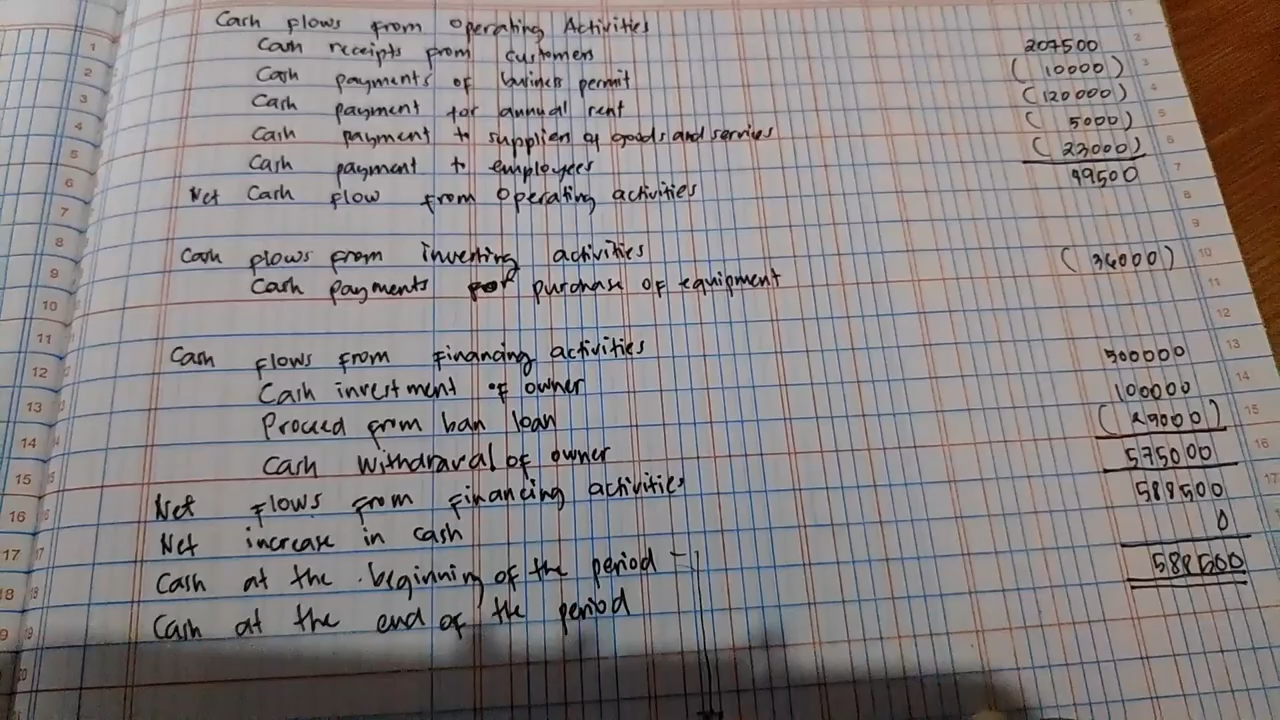 Cash flows from Operating Activities
Cash receipts from customers 207500
Cash payments of business permit (10000)
Cash payment for annual rent (120000)
Cash payment to supplier of goods and services (5000)
Cash payment to employees (23000)
Net Cash flow from Operating activities 49500
Cash flows from investing activities
Cash payments for purchase of equipment (36000)
Cash flows from Financing activities
Cash investment of owner 500000
Proceed from ban loan 100000
Cash withdraval of owner (25000)
Net flows from financing activities 575000
Net increase in cash 588500
Cash at the beginning of the period - 0
Cash at the end of the period 588500